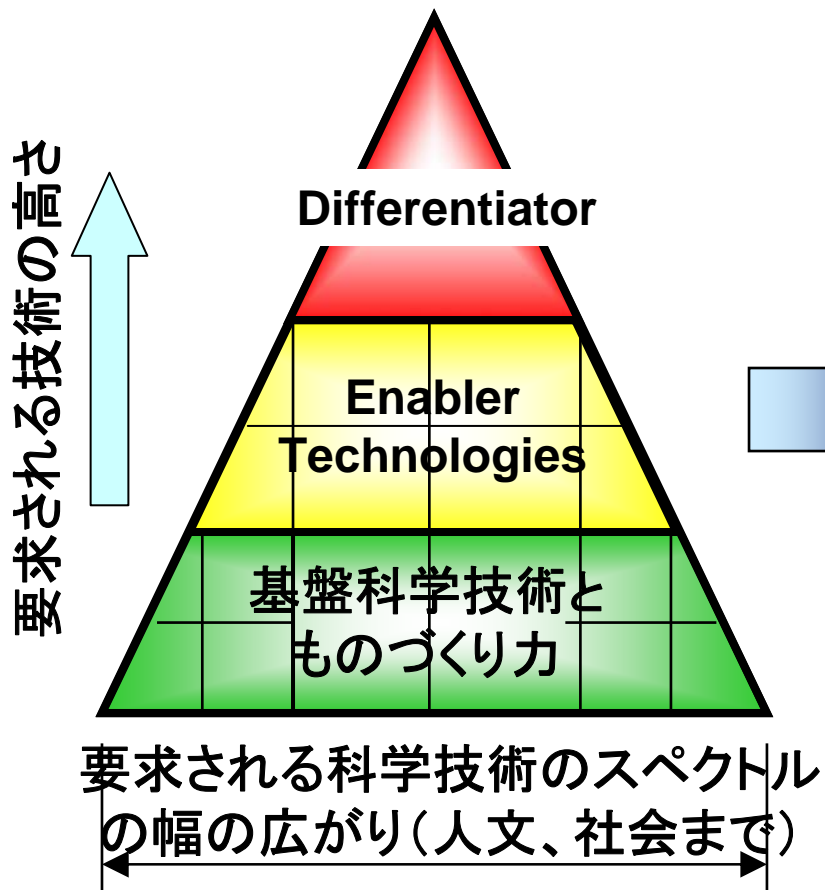 要求される技術の高さ
Differentiator
Enabler
Technologies
基盤科学技術と
ものづくり力
要求される科学技術のスペクトル
の幅の広がり(人文、社会まで)